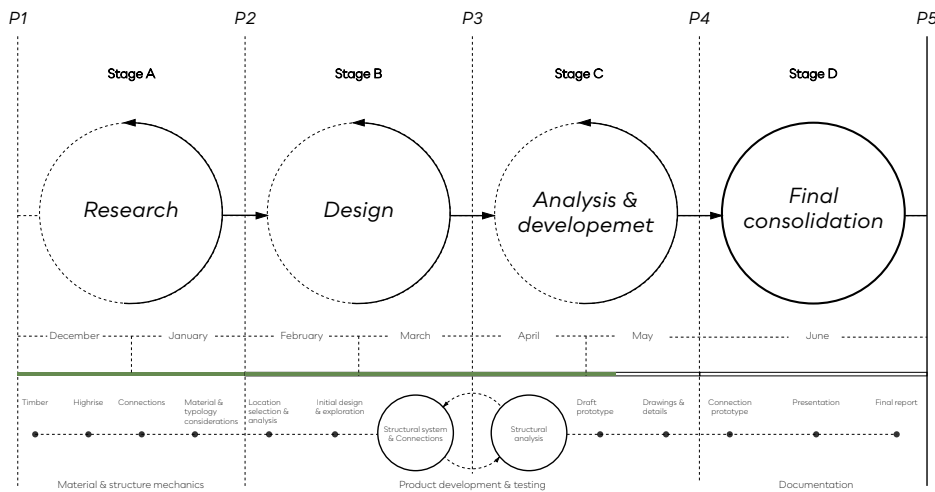 P1 P2 P3 P4 P5
Stage A Stage B Stage C Stage D
Research Design Analysis & Final
developemet consolidation
December January February March April May June
Timber Highrise Connections Material & Location Initial design Draft Drawings & Connection Presentation Final report
typology selection & & exploration prototype details prototype
considerations analysis
Structural system Structural
& Connections analysis
Material & structure mechanics Product development & testing Documentation